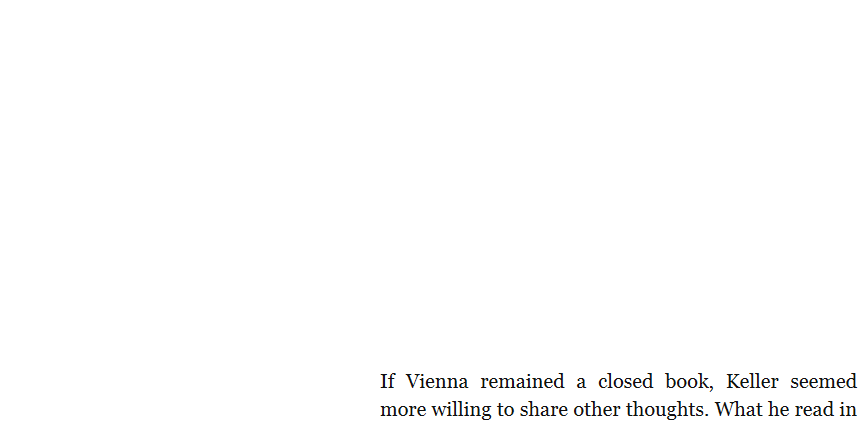 If Vienna remained a closed book, Keller seemed
more willing to share other thoughts. What he read in